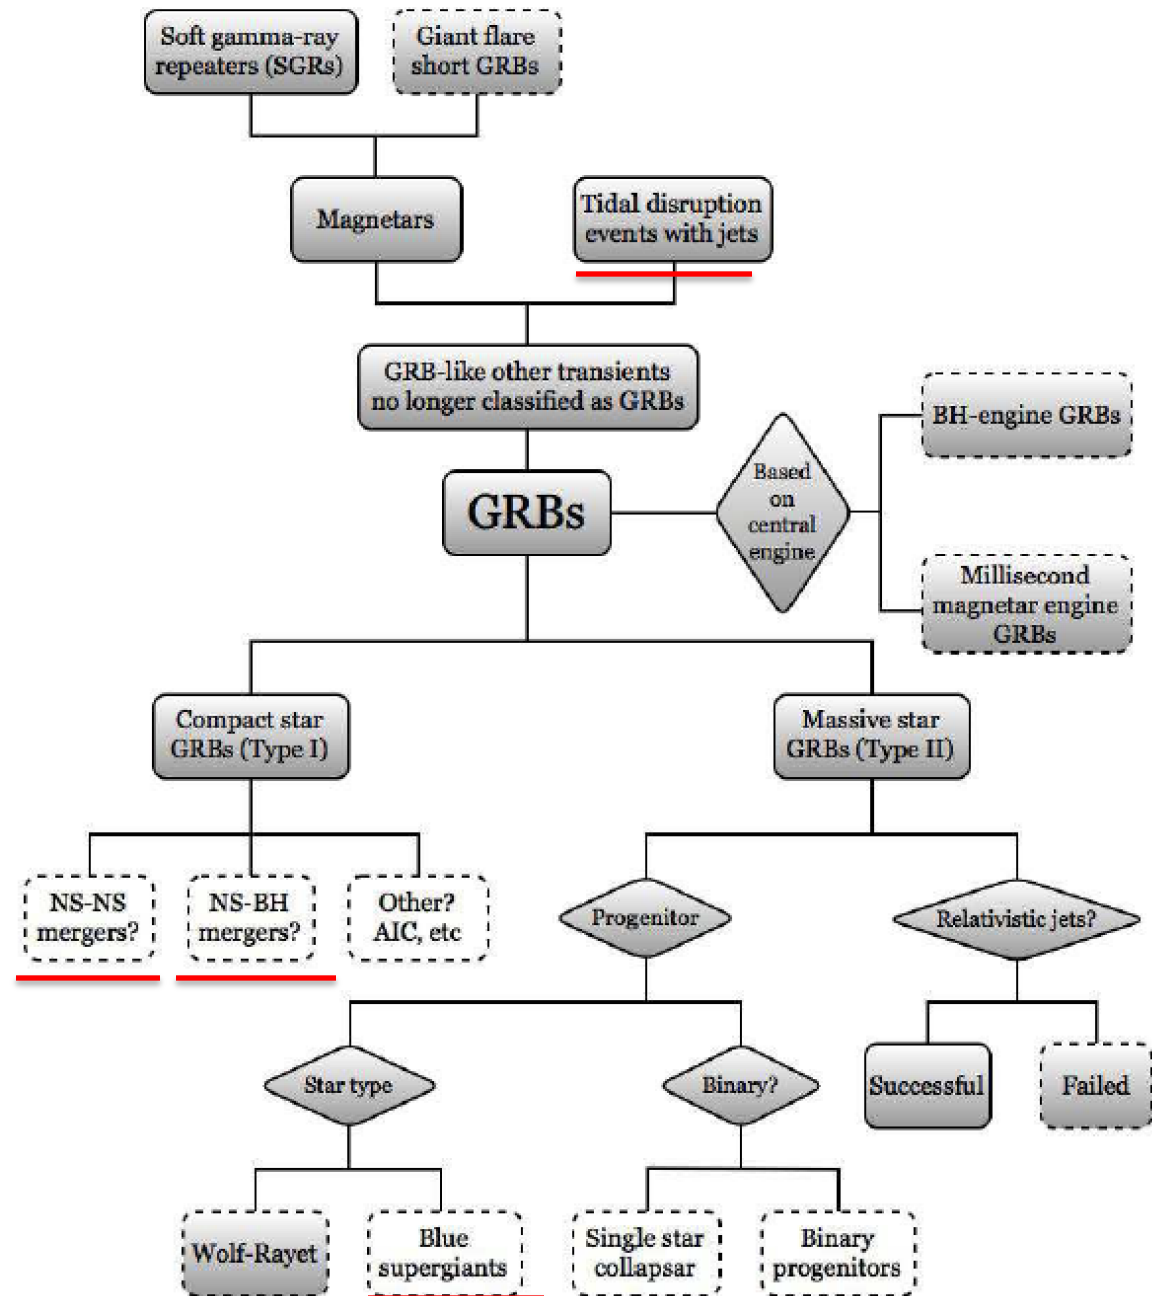 Soft gamma-ray
repeaters (SGRs)
Giant flare
short GRBs
Magnetars
Tidal disruption
events with jets
GRB-like other transients
no longer classified as GRBs
GRBs
Based
on
central
engine
BH-engine GRBs
Millisecond
magnetar engine
GRBs
Compact star
GRBs (Type I)
Massive star
GRBs (Type II)
NS-NS
mergers?
NS-BH
mergers?
Other?
AIC, etc
Progenitor
Relativistic jets?
Star type
Binary?
Successful
Failed
Wolf-Rayet
Blue
supergiants
Single star
collapsar
Binary
progenitors